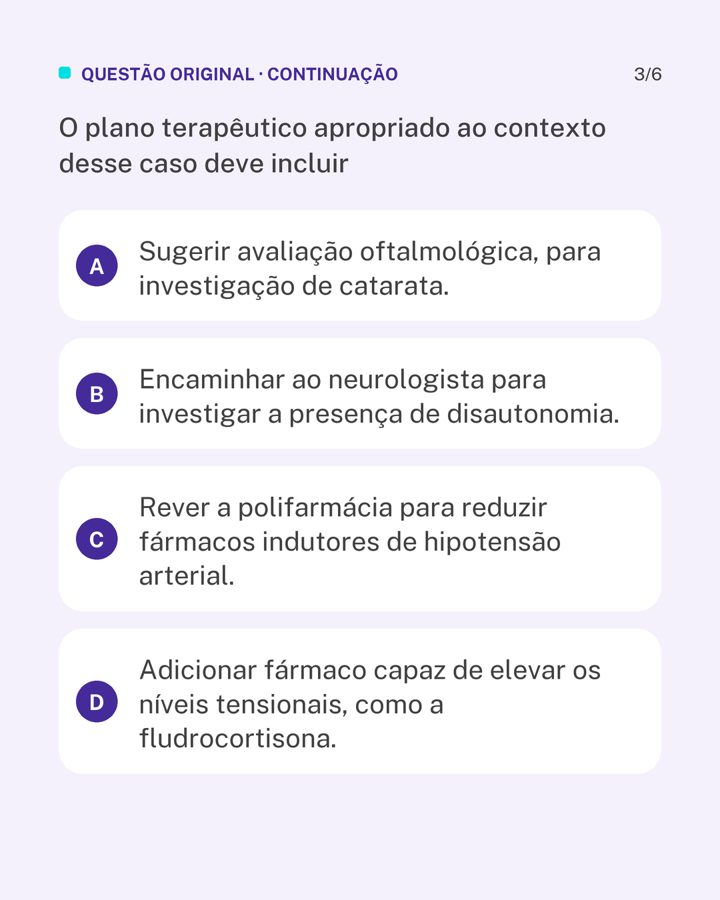 QUESTÃO ORIGINAL · CONTINUAÇÃO
3/6
O plano terapêutico apropriado ao contexto
desse caso deve incluir
A
Sugerir avaliação oftalmológica, para
investigação de catarata.
B
Encaminhar ao neurologista para
investigar a presença de disautonomia.
C
Rever a polifarmácia para reduzir
fármacos indutores de hipotensão
arterial.
D
Adicionar fármaco capaz de elevar os
níveis tensionais, como a
fludrocortisona.